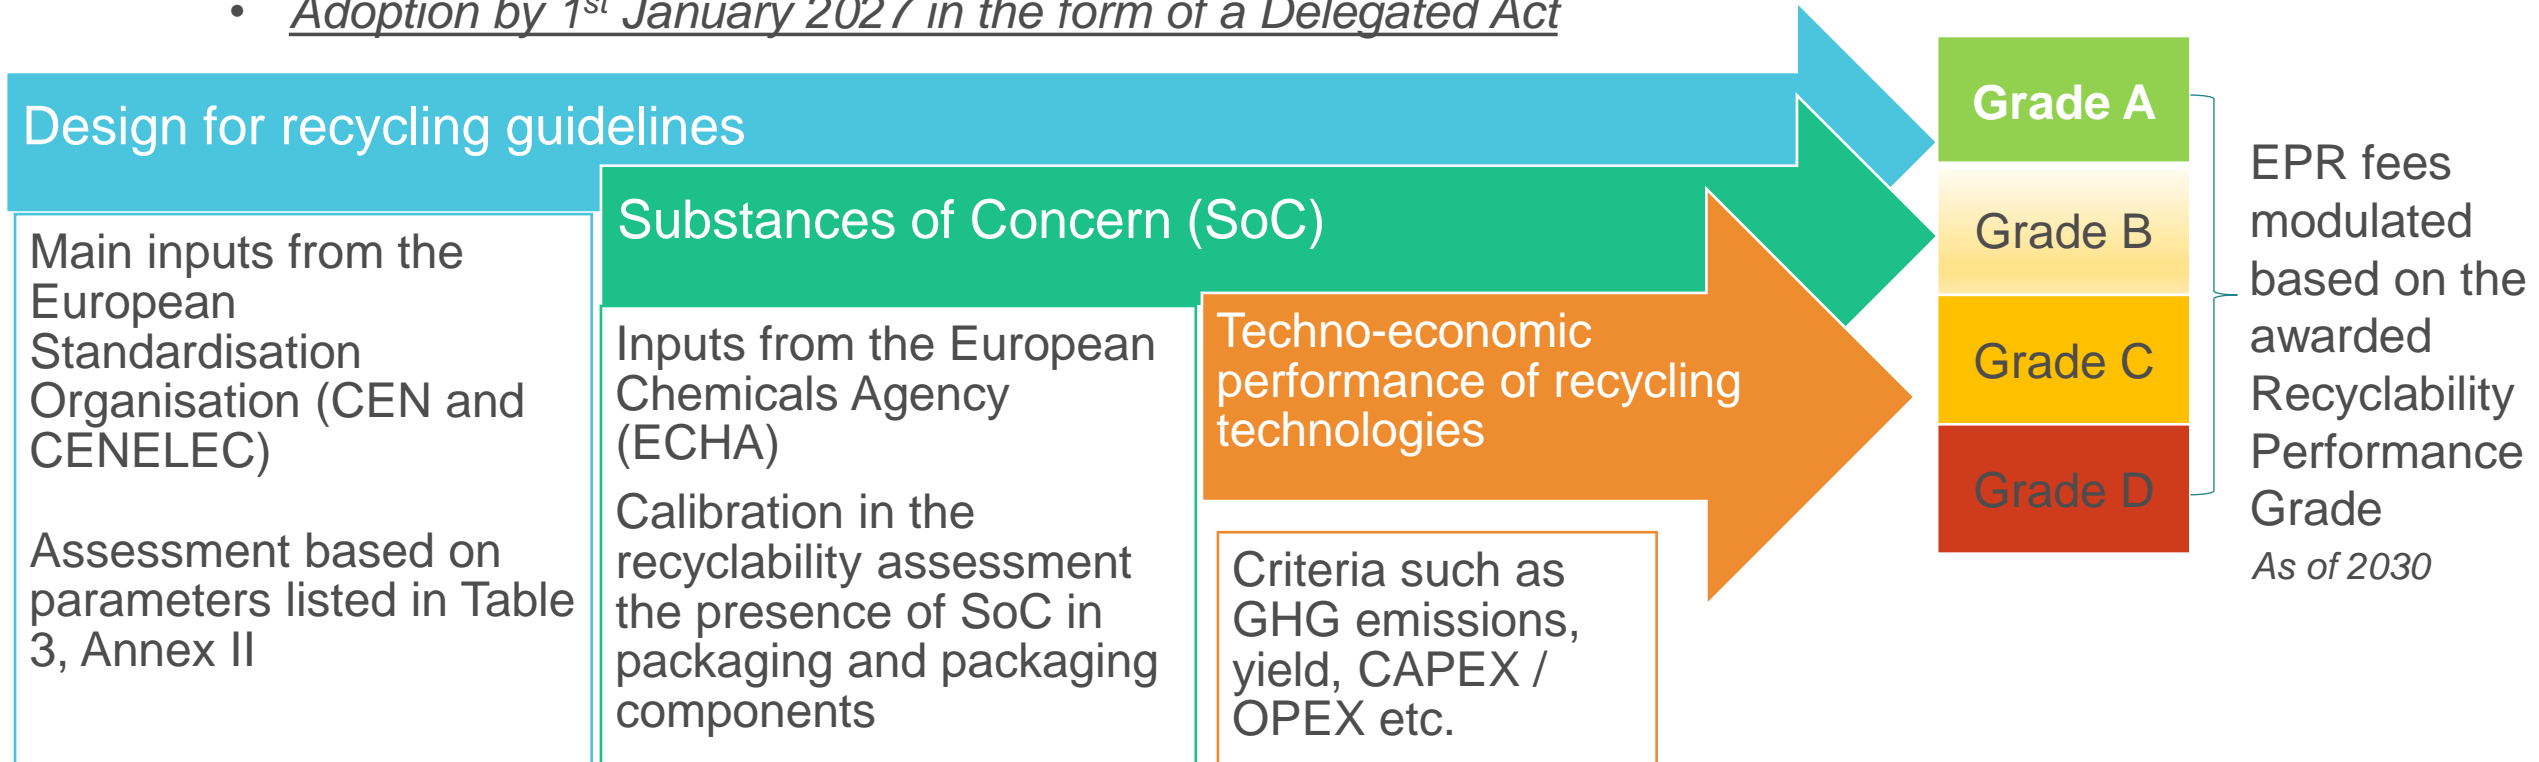 • Adoption by 1st January 2027 in the form of a Delegated Act
Design for recycling guidelines
Main inputs from the
European
Standardisation
Organisation (CEN and
CENELEC)
Assessment based on
parameters listed in Table
3, Annex II
Substances of Concern (SoC)
Inputs from the European
Chemicals Agency
(ECHA)
Calibration in the
recyclability assessment
the presence of SoC in
packaging and packaging
components
Techno-economic
performance of recycling
technologies
Criteria such as
GHG emissions,
yield, CAPEX /
OPEX etc.
Grade A
Grade B
Grade C
Grade D
EPR fees
modulated
based on the
awarded
Recyclability
Performance
Grade
As of 2030